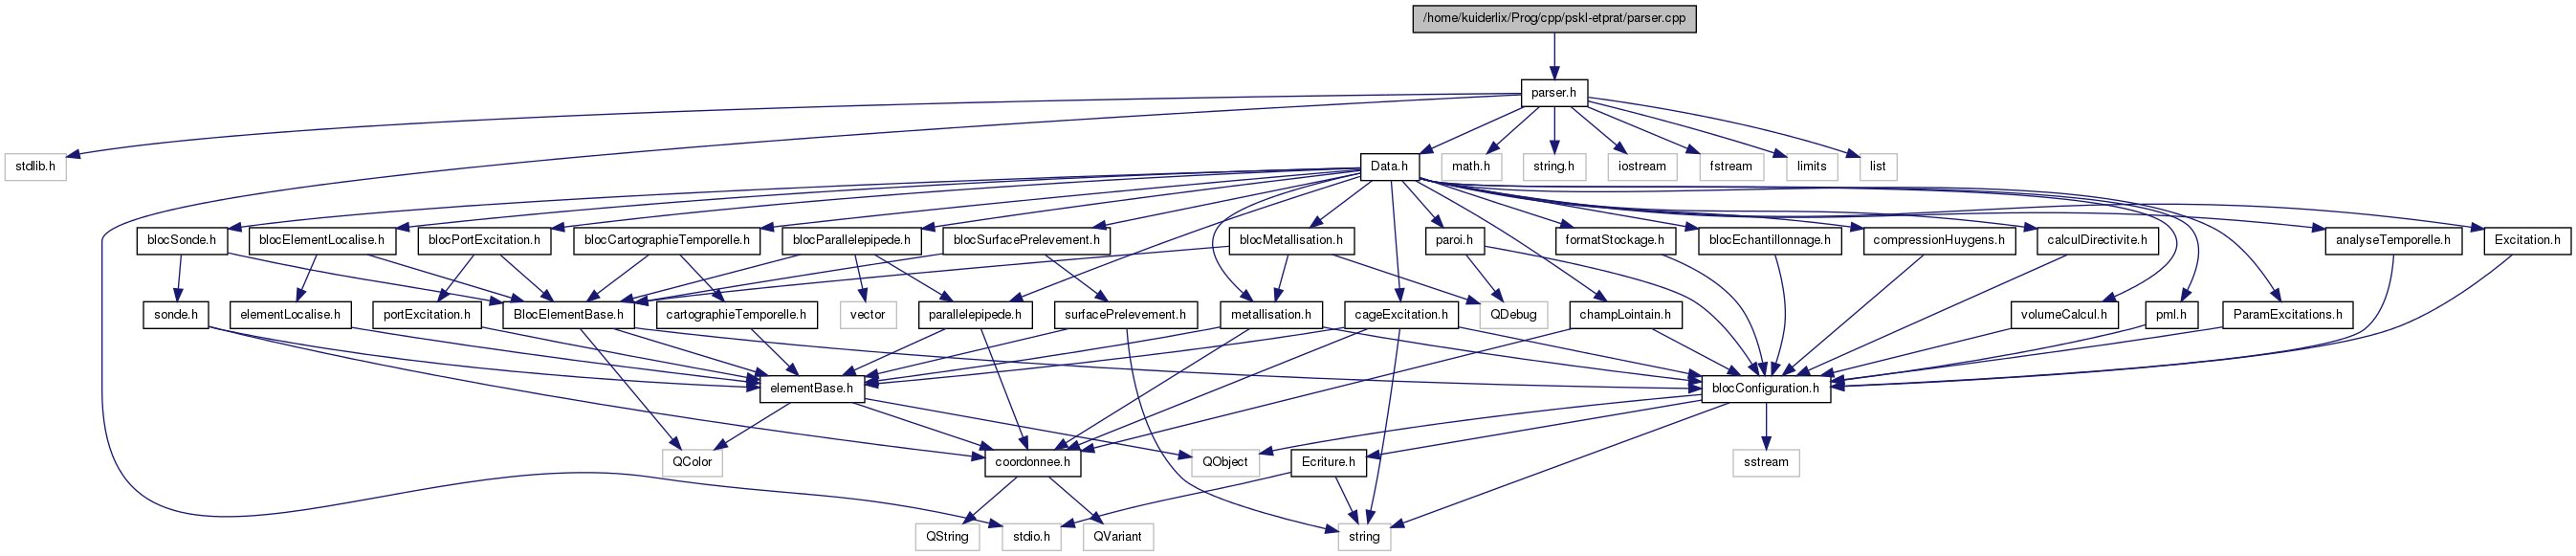 /home/kuiderlix/Prog/cpp/pskl-etprat/parser.cpp
parser.h
stdlib.h
Data.h
math.h
string.h
iostream
fstream
limits
list
blocSonde.h
blocElementLocalise.h
blocPortExcitation.h
blocCartographieTemporelle.h
blocParallelepipede.h
blocSurfacePrelevement.h
blocMetallisation.h
paroi.h
formatStockage.h
blocEchantillonnage.h
compressionHuygens.h
calculDirectivite.h
analyseTemporelle.h
Excitation.h
sonde.h
elementLocalise.h
portExcitation.h
BlocElementBase.h
cartographieTemporelle.h
vector
parallelepipede.h
surfacePrelevement.h
metallisation.h
cageExcitation.h
QDebug
champLointain.h
volumeCalcul.h
pml.h
ParamExcitations.h
elementBase.h
blocConfiguration.h
QColor
coordonnee.h
QObject
Ecriture.h
sstream
QString
stdio.h
QVariant
string